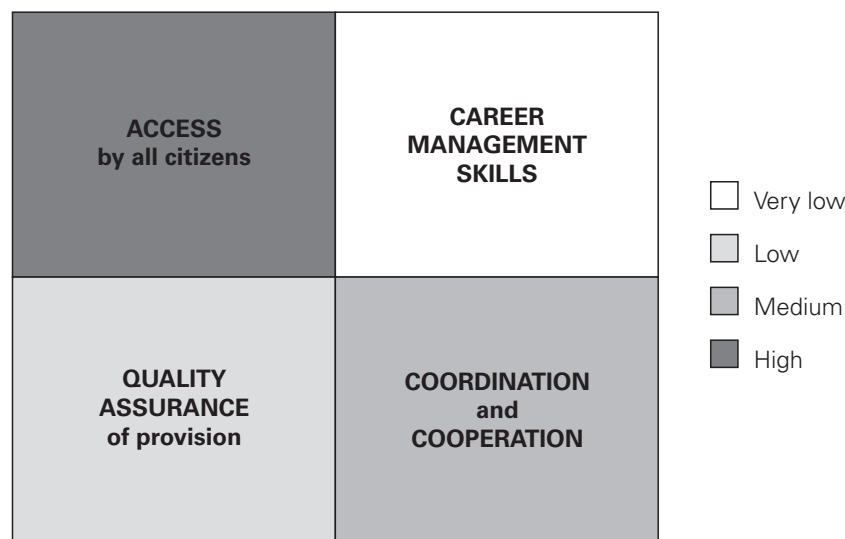 ACCESS
by all citizens
CAREER
MANAGEMENT
SKILLS
QUALITY
ASSURANCE
of provision
COORDINATION
and
COOPERATION
Very low
Low
Medium
High